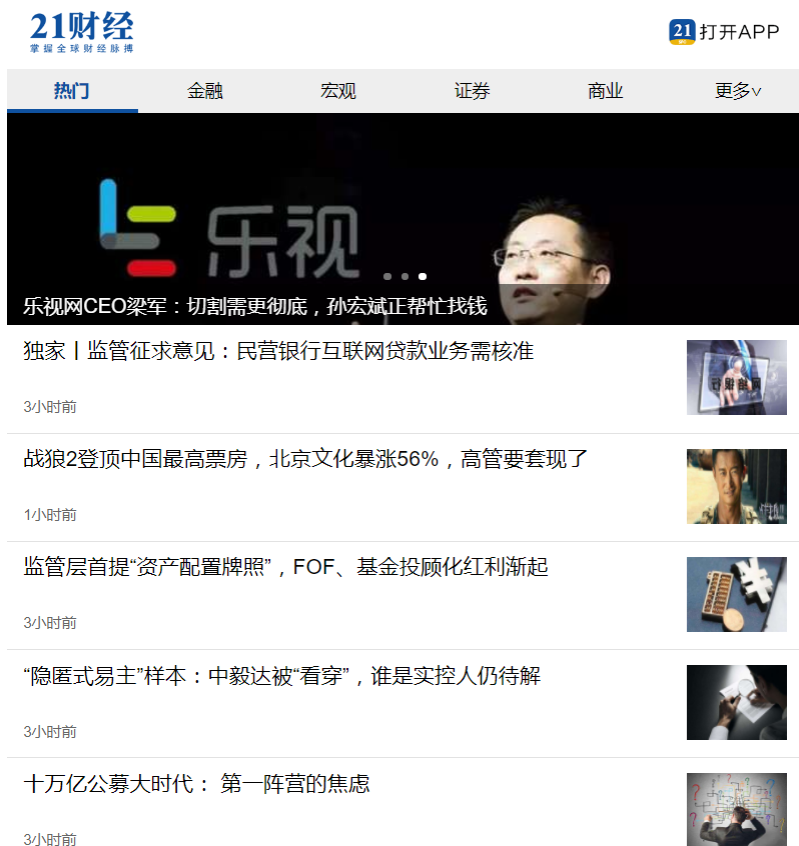 21财经
掌握全球财经脉搏
21 打开APP
热门 金融 宏观 证券 商业 更多
乐视
乐视网CEO梁军：切割需更彻底，孙宏斌正帮忙找钱
独家丨监管征求意见：民营银行互联网贷款业务需核准
3小时前
战狼2登顶中国最高票房，北京文化暴涨56%，高管要套现了
1小时前
监管层首提“资产配置牌照”，FOF、基金投顾化红利渐起
3小时前
“隐匿式易主”样本：中毅达被“看穿”，谁是实控人仍待解
3小时前
十万亿公募大时代： 第一阵营的焦虑
3小时前